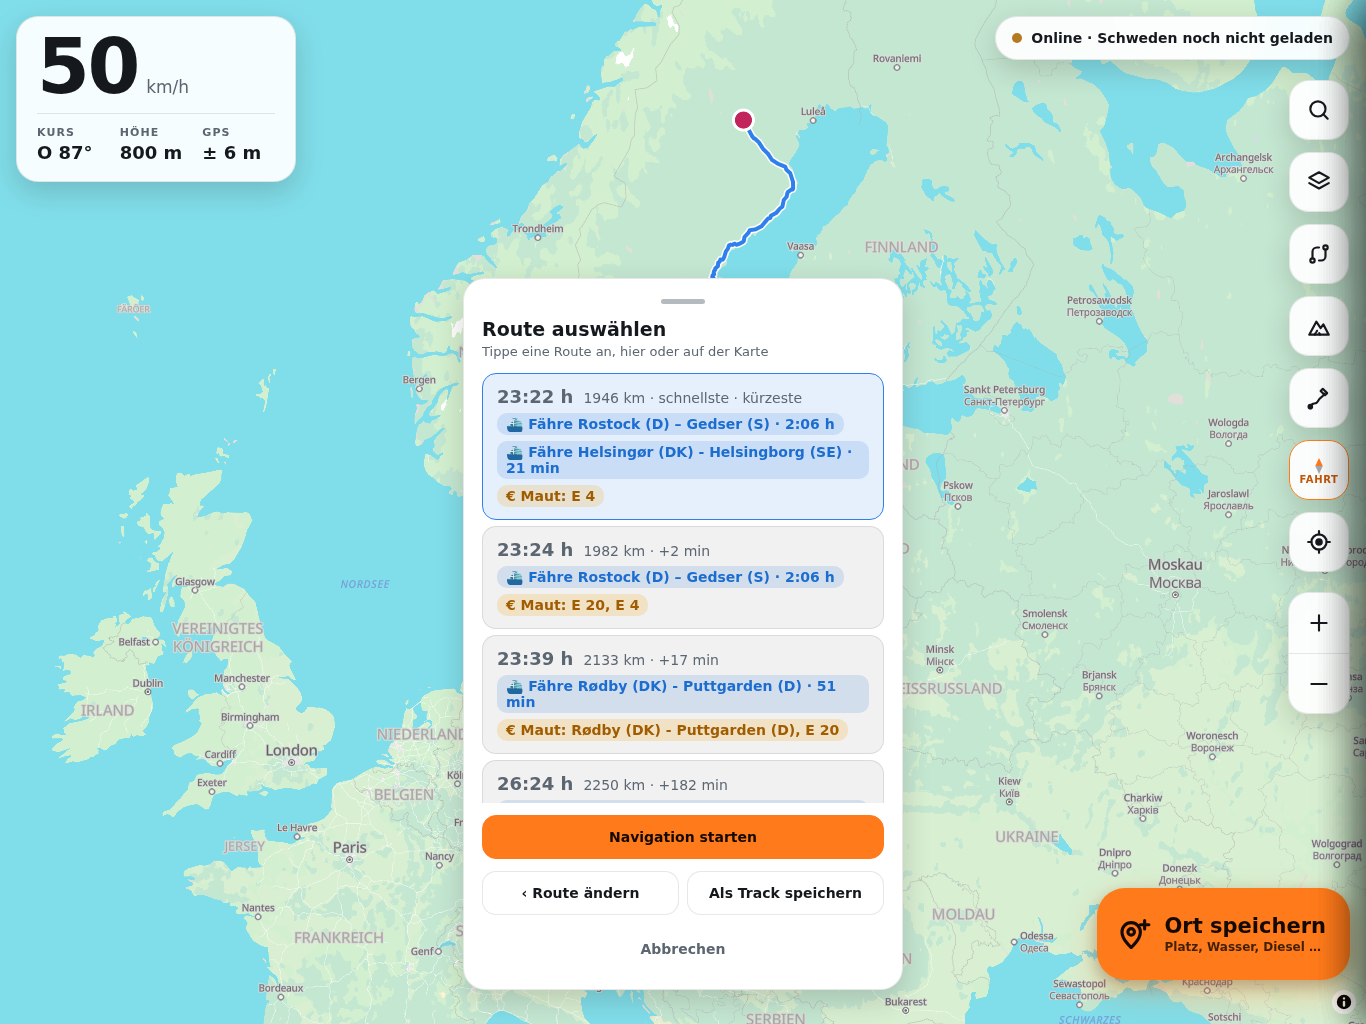 50 km/h
KURS HÖHE GPS
O 87° 800 m ± 6 m
Online · Schweden noch nicht geladen
Rovaniemi
Luleå
Archangelsk
Архангельск
Trondheim
Vaasa
FINNLAND
FÄRÖER
Petrosawodsk
Петрозаводск
Bergen
Sankt Petersburg
Санкт-Петербург
Wologda
Вологда
Pskow
Псков
Jaroslawl
Ярославль
FAHRT
Moskau
Москва
Glasgow
NORDSEE
Smolensk
Смоленск
VEREINIGTES
KÖNIGREICH
Belfast
Minsk
Мінск
Dublin
Manchester
Brjansk
Брянск
EISSRUSSLAND
IRLAND
Birmingham
NIEDERLAND
Woronesch
Воронеж
Cardiff
London
Exeter
Köl
BELGIEN
Kiew
Київ
Charkiw
Харків
Le Havre
Fr
JERSEY
Paris
Nancy
UKRAINE
Wolgograd
Волгоград
Dnipro
Дніпро
Donezk
Донецьк
Nantes
MOLDAU
FRANKREICH
Genf
Odessa
Одеса
Bordeaux
Sewastopol
Севастополь
Краснодар
Bukarest
SERBIEN
SCHWARZES
Sotschi
Route auswählen
Tippe eine Route an, hier oder auf der Karte
23:22 h 1946 km · schnellste · kürzeste
⛴ Fähre Rostock (D) – Gedser (S) · 2:06 h
⛴ Fähre Helsingør (DK) - Helsingborg (SE) ·
21 min
€ Maut: E 4
23:24 h 1982 km · +2 min
⛴ Fähre Rostock (D) – Gedser (S) · 2:06 h
€ Maut: E 20, E 4
23:39 h 2133 km · +17 min
⛴ Fähre Rødby (DK) - Puttgarden (D) · 51
min
€ Maut: Rødby (DK) - Puttgarden (D), E 20
26:24 h 2250 km · +182 min
Navigation starten
‹ Route ändern
Als Track speichern
Abbrechen
Ort speichern
Platz, Wasser, Diesel …